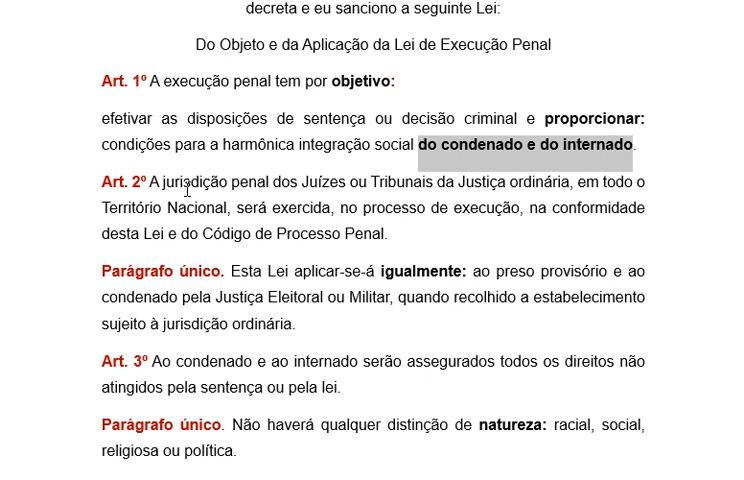 decreta e eu sanciono a seguinte Lei:
Do Objeto e da Aplicação da Lei de Execução Penal
Art. 1º A execução penal tem por objetivo:
efetivar as disposições de sentença ou decisão criminal e proporcionar:
condições para a harmônica integração social do condenado e do internado.
Art. 2º A jurisdição penal dos Juízes ou Tribunais da Justiça ordinária, em todo o
Território Nacional, será exercida, no processo de execução, na conformidade
desta Lei e do Código de Processo Penal.
Parágrafo único. Esta Lei aplicar-se-á igualmente: ao preso provisório e ao
condenado pela Justiça Eleitoral ou Militar, quando recolhido a estabelecimento
sujeito à jurisdição ordinária.
Art. 3º Ao condenado e ao internado serão assegurados todos os direitos não
atingidos pela sentença ou pela lei.
Parágrafo único. Não haverá qualquer distinção de natureza: racial, social,
religiosa ou política.